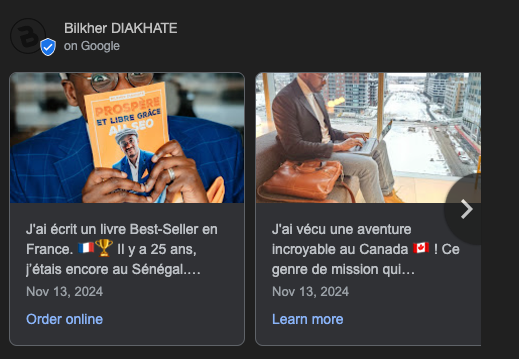 Bilkher DIAKHATE
on Google
PROSPÈRE
ET LIBRE GRÂCE
AU SEO
J'ai écrit un livre Best-Seller en
France. 🇫🇷🏆 Il y a 25 ans,
j'étais encore au Sénégal....
Nov 13, 2024
Order online
J'ai vécu une aventure
incroyable au Canada 🇨🇦 ! Ce
genre de mission qui…
Nov 13, 2024
Learn more